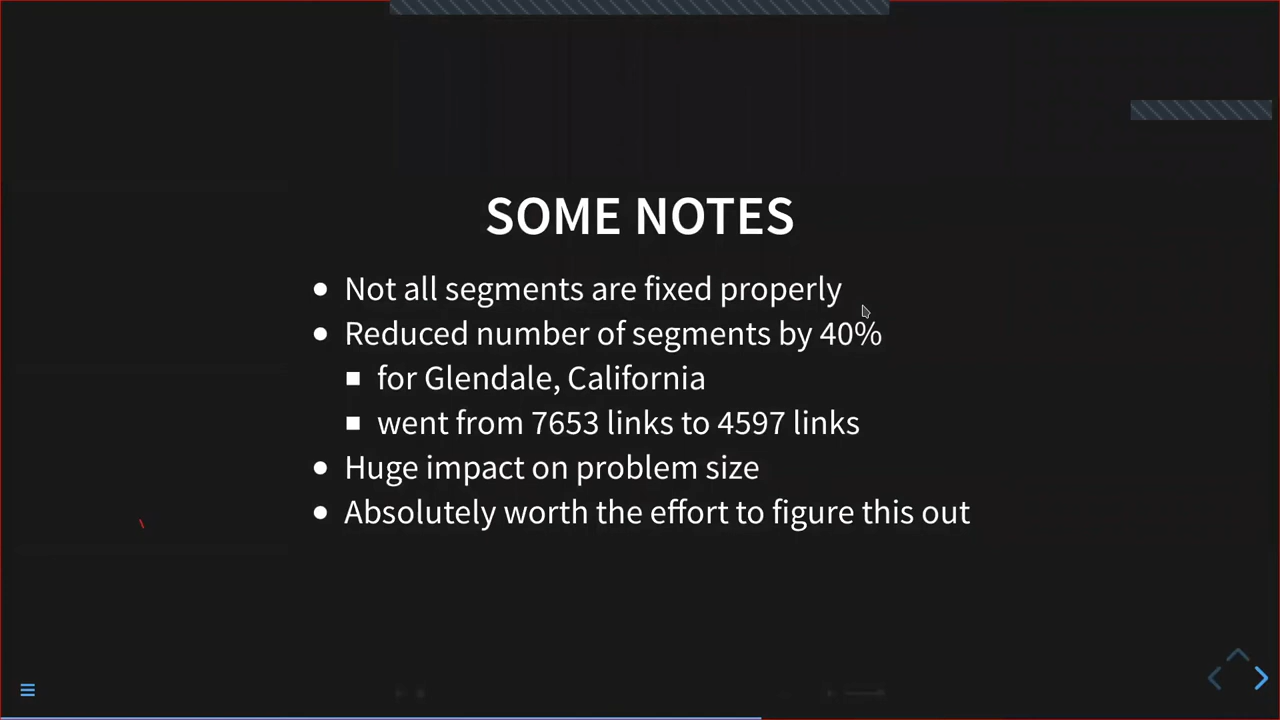 SOME NOTES
Not all segments are fixed properly
Reduced number of segments by 40%
for Glendale, California
went from 7653 links to 4597 links
Huge impact on problem size
Absolutely worth the effort to figure this out